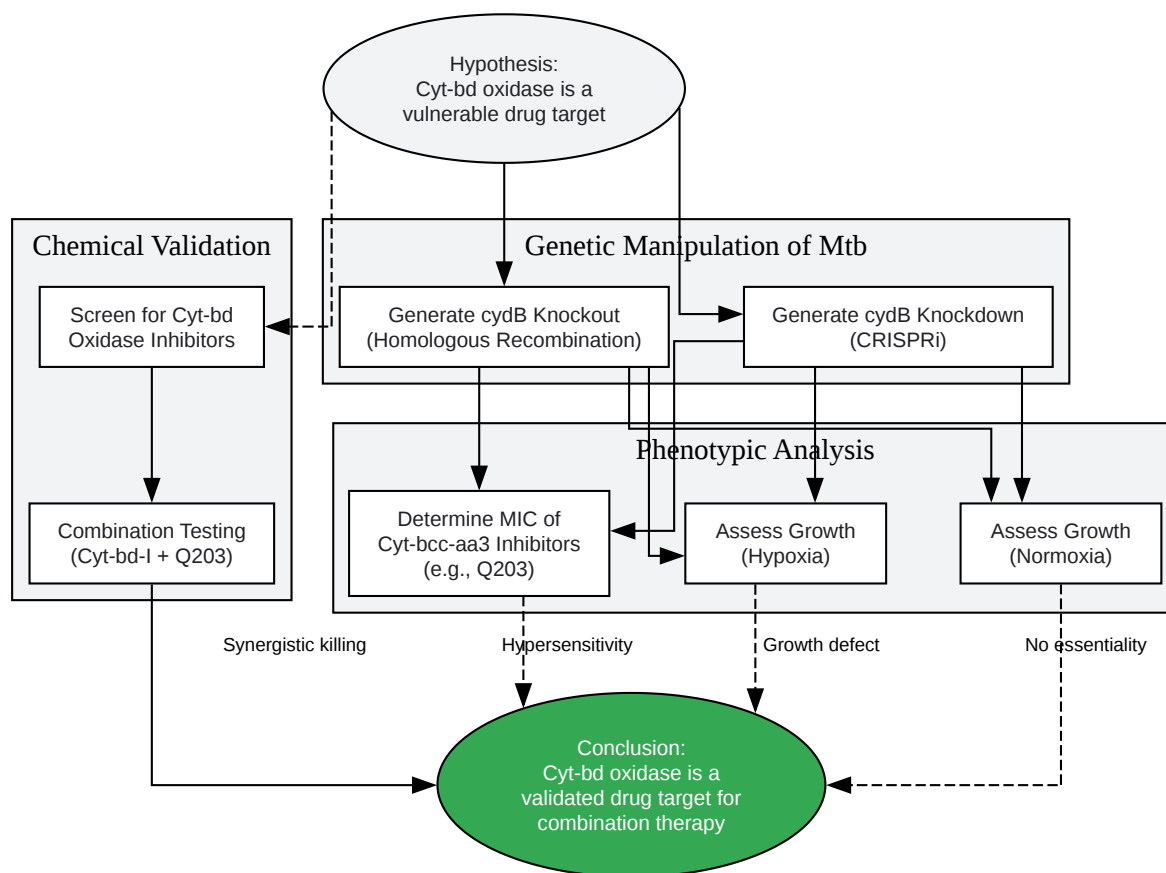 Hypothesis:
Cyt-bd oxidase is a
vulnerable drug target
Chemical Validation
Genetic Manipulation of Mtb
Screen for Cyt-bd
Oxidase Inhibitors
Generate cydB Knockout
(Homologous Recombination)
Generate cydB Knockdown
(CRISPRi)
Phenotypic Analysis
Combination Testing
(Cyt-bd-I + Q203)
Determine MIC of
Cyt-bcc-aa3 Inhibitors
(e.g., Q203)
Assess Growth
(Hypoxia)
Assess Growth
(Normoxia)
Synergistic killing
Hypersensitivity
Growth defect
No essentiality
Conclusion:
Cyt-bd oxidase is a
validated drug target for
combination therapy